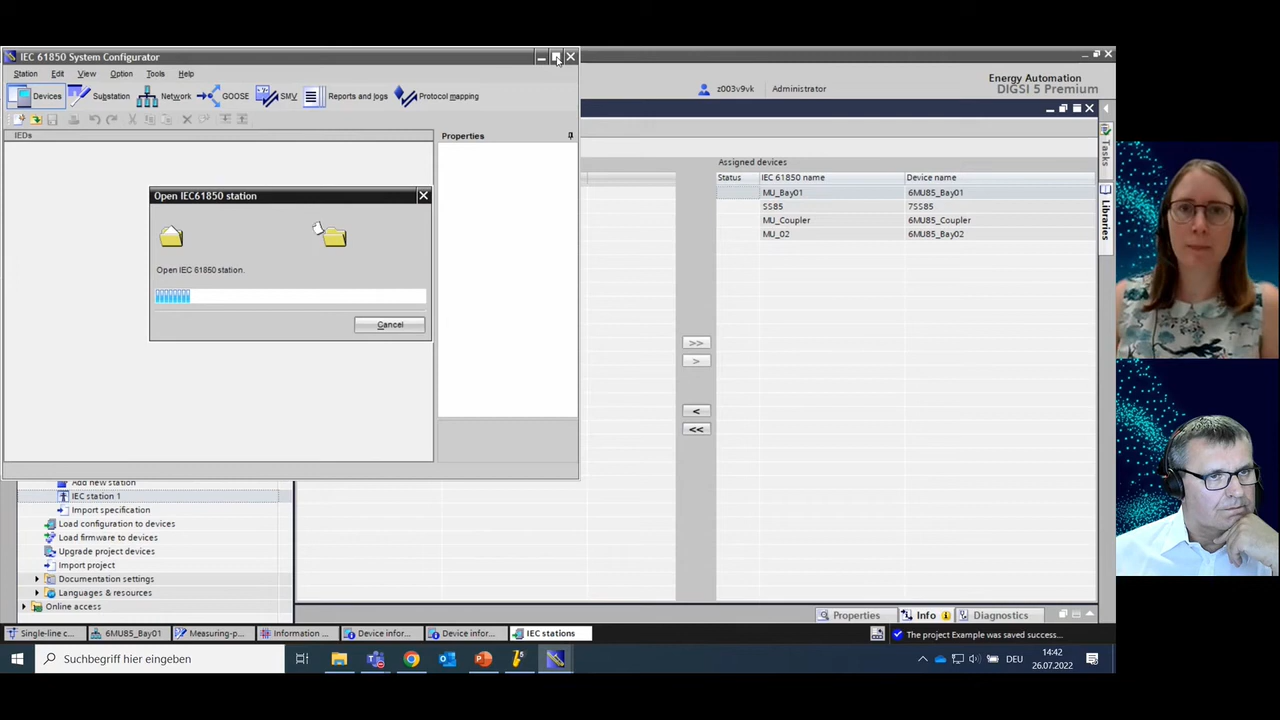 IEC 61850 System Configurator
Station Edit View Option Tools Help
Devices Substation Network GOOSE SMV Reports and logs Protocol mapping
IEDs
Properties
Open IEC61850 station
Open IEC 61850 station.
Cancel
Energy Automation
DIGSI 5 Premium
z003v9vk Administrator
Assigned devices
Status IEC 61850 name Device name
MU_Bay01 6MU85_Bay01
SS85 7SS85
MU_Coupler 6MU85_Coupler
MU_02 6MU85_Bay02
>>
>
<
<<
Tasks
Libraries
Add new station
IEC station 1
Import specification
Load configuration to devices
Load firmware to devices
Upgrade project devices
Import project
Documentation settings
Languages & resources
Online access
Properties Info Diagnostics
Single-line c... 6MU85_Bay01 Measuring-p... Information ... Device infor... Device infor... IEC stations
The project Example was saved success...
Suchbegriff hier eingeben
DEU
14:42
26.07.2022